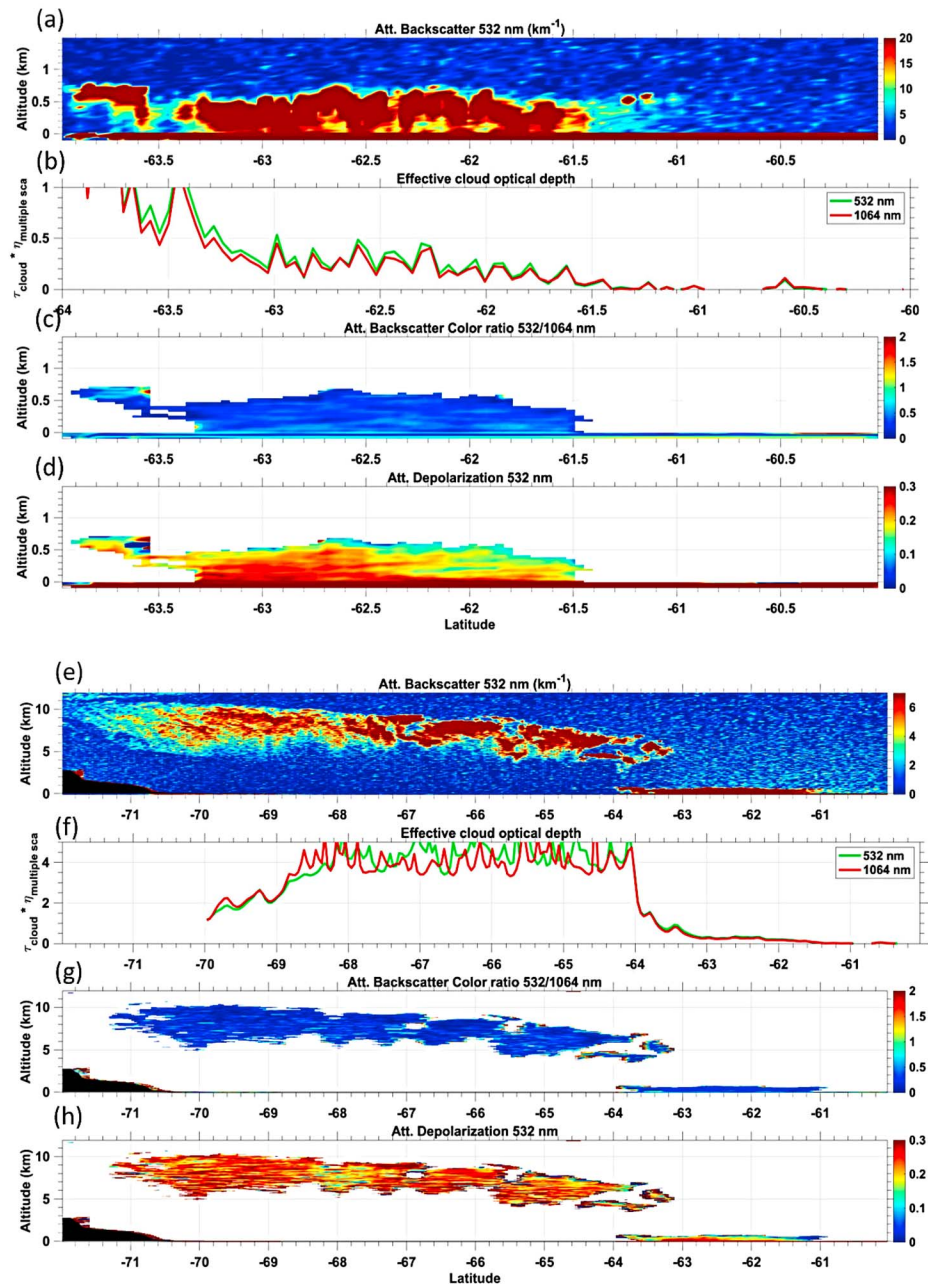 (a)
Att. Backscatter 532 nm (km-1)
Altitude (km)
1
0.5
0
20
15
10
5
0
-63.5 -63 -62.5 -62 -61.5 -61 -60.5
(b)
Effective cloud optical depth
τcloud * ηmultiple sca
1
0.5
0
532 nm
1064 nm
-64 -63.5 -63 -62.5 -62 -61.5 -61 -60.5 -60
(c)
Att. Backscatter Color ratio 532/1064 nm
Altitude (km)
1
0.5
0
2
1.5
1
0.5
0
-63.5 -63 -62.5 -62 -61.5 -61 -60.5
(d)
Att. Depolarization 532 nm
Altitude (km)
1
0.5
0
0.3
0.2
0.1
0
-63.5 -63 -62.5 -62 -61.5 -61 -60.5
Latitude
(e)
Att. Backscatter 532 nm (km-1)
Altitude (km)
10
5
0
6
4
2
0
-71 -70 -69 -68 -67 -66 -65 -64 -63 -62 -61
(f)
Effective cloud optical depth
τcloud * ηmultiple sca
4
2
0
532 nm
1064 nm
-71 -70 -69 -68 -67 -66 -65 -64 -63 -62 -61
(g)
Att. Backscatter Color ratio 532/1064 nm
Altitude (km)
10
5
0
2
1.5
1
0.5
0
-71 -70 -69 -68 -67 -66 -65 -64 -63 -62 -61
(h)
Att. Depolarization 532 nm
Altitude (km)
10
5
0
0.3
0.2
0.1
0
-71 -70 -69 -68 -67 -66 -65 -64 -63 -62 -61
Latitude